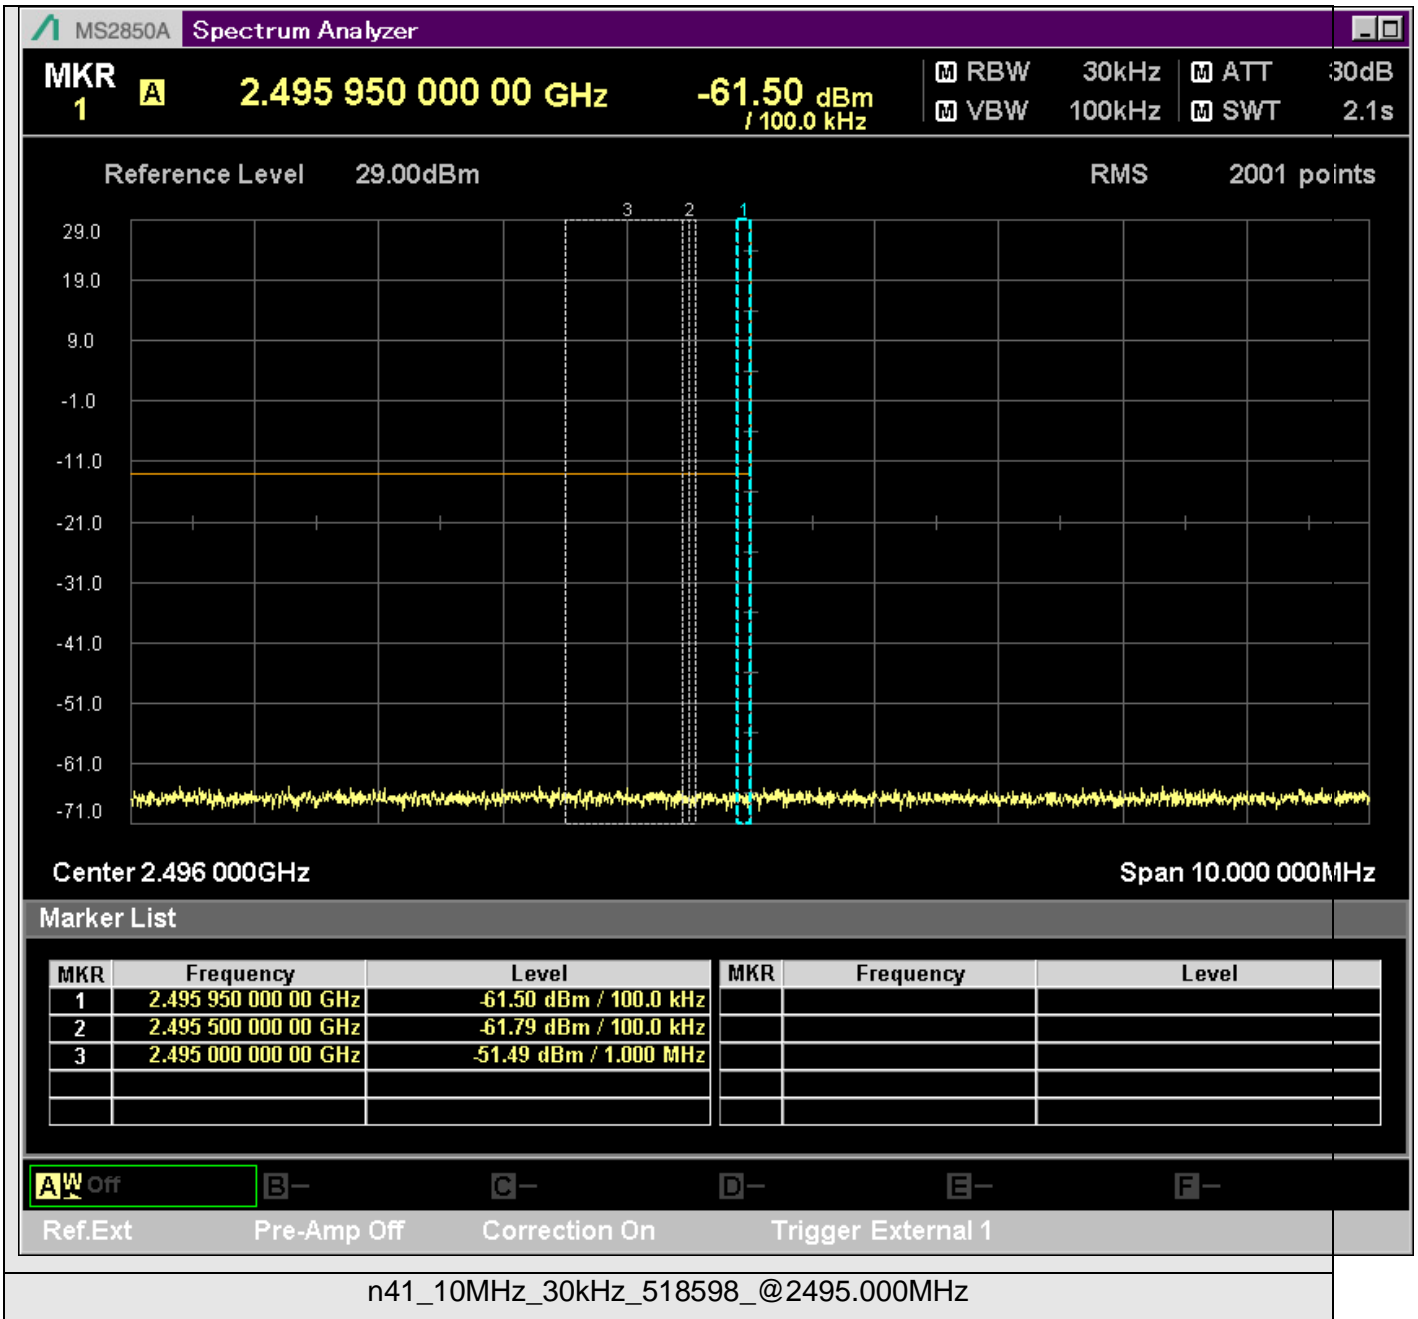 MS2850A Spectrum Analyzer
MKR 1 A 2.495 950 000 00 GHz -61.50 dBm / 100.0 kHz
M RBW 30kHz M ATT 30dB
M VBW 100kHz M SWT 2.1s
Reference Level 29.00dBm RMS 2001 points
3 2 1
29.0
19.0
9.0
-1.0
-11.0
-21.0
-31.0
-41.0
-51.0
-61.0
-71.0
Center 2.496 000GHz Span 10.000 000MHz
Marker List
MKR Frequency Level MKR Frequency Level
1 2.495 950 000 00 GHz -61.50 dBm / 100.0 kHz
2 2.495 500 000 00 GHz -61.79 dBm / 100.0 kHz
3 2.495 000 000 00 GHz -51.49 dBm / 1.000 MHz
A W Off B – C – D – E – F –
Ref.Ext Pre-Amp Off Correction On Trigger External 1
n41_10MHz_30kHz_518598_@2495.000MHz